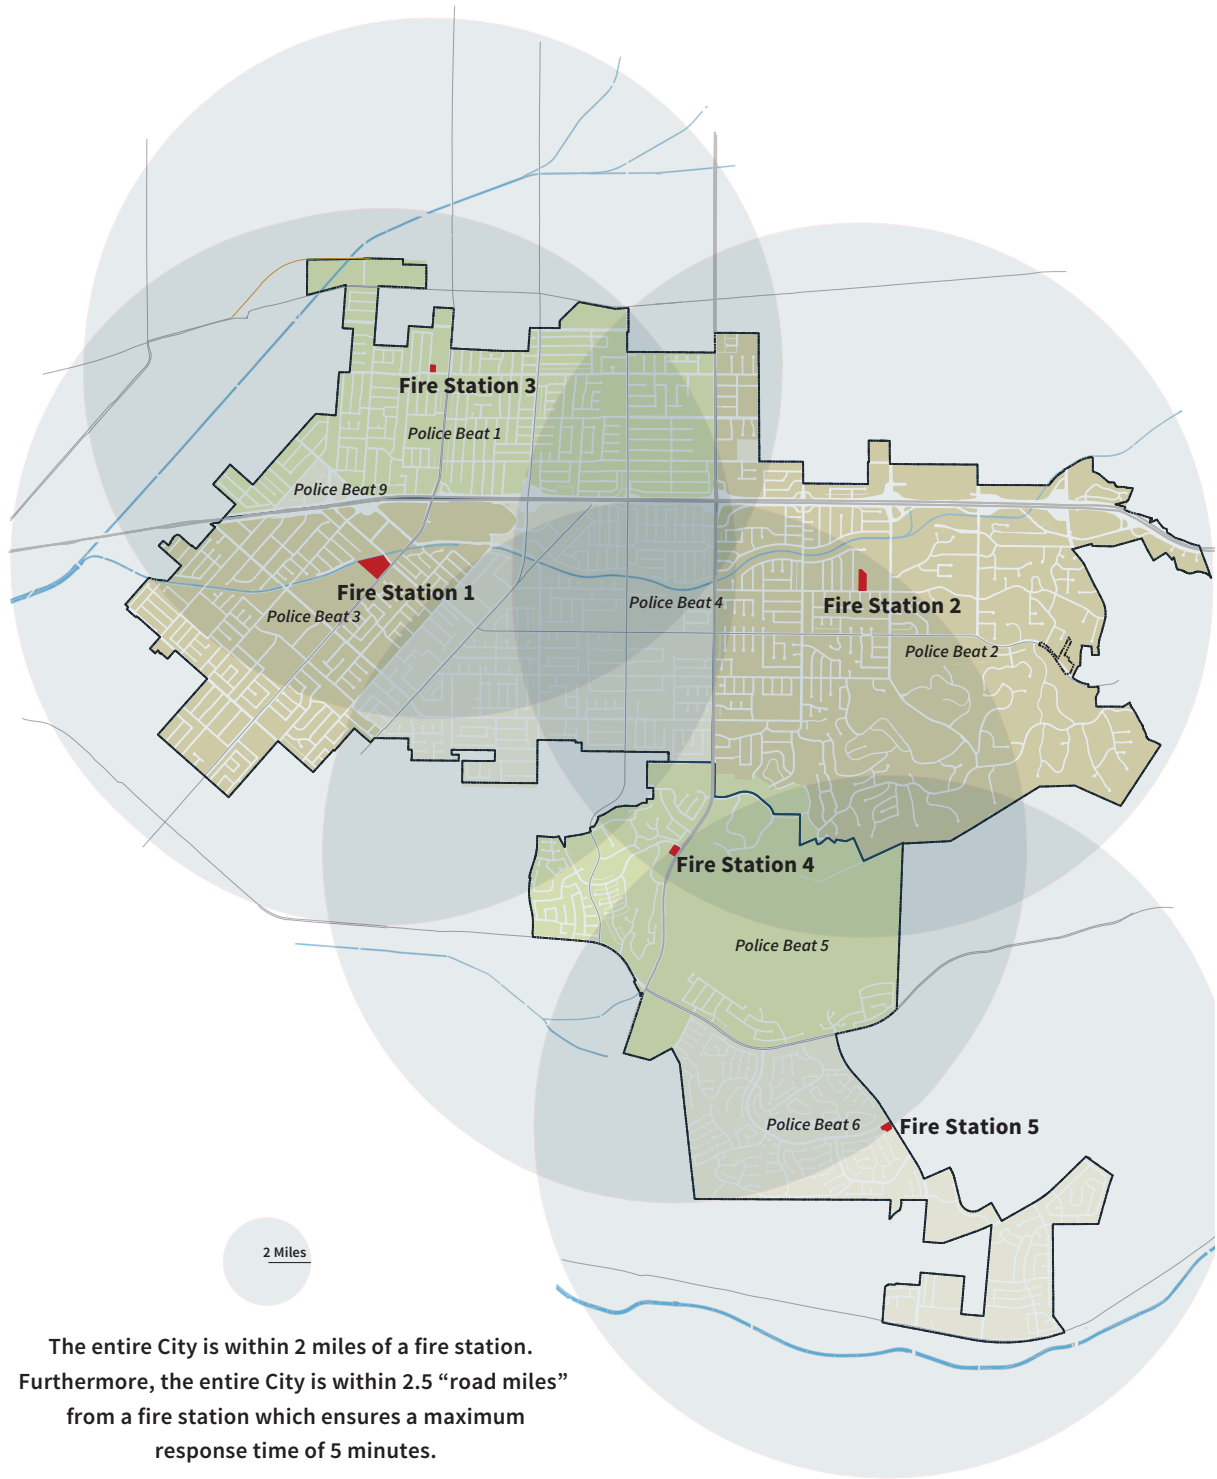 Fire Station 3
Police Beat 1
Police Beat 9
Fire Station 1
Police Beat 3
Police Beat 4
Fire Station 2
Police Beat 2
Fire Station 4
Police Beat 5
Police Beat 6
Fire Station 5
2 Miles
The entire City is within 2 miles of a fire station.
Furthermore, the entire City is within 2.5 “road miles”
from a fire station which ensures a maximum
response time of 5 minutes.